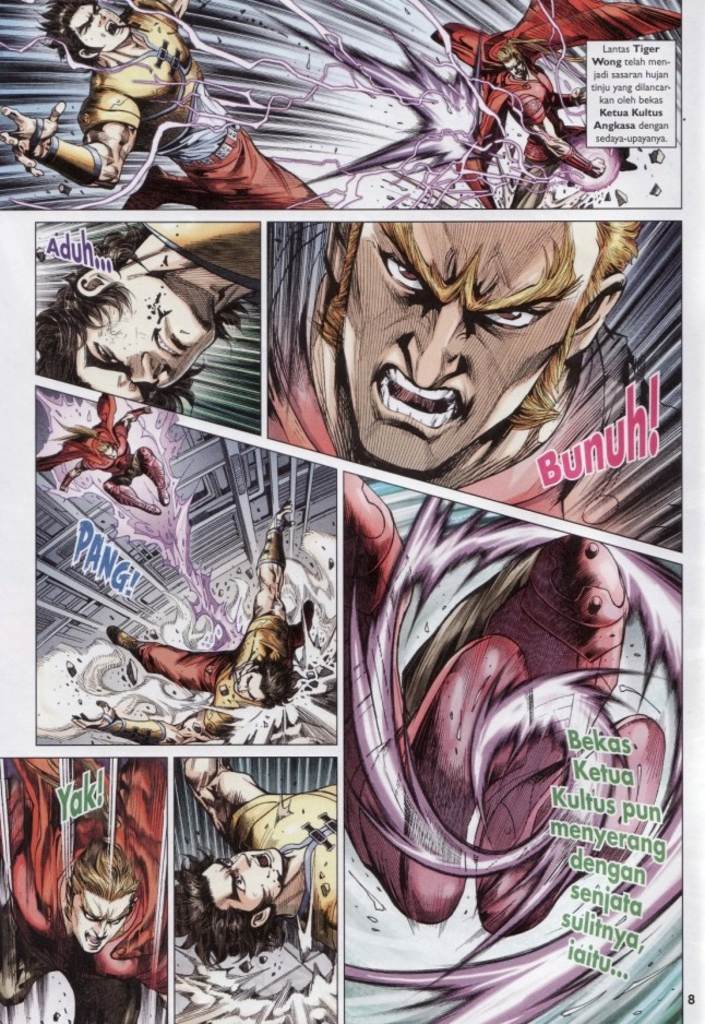 Lantas Tiger
Wong telah men-
jadi sasaran hujan
tinju yang dilancar-
kan oleh bekas
Ketua Kultus
Angkasa dengan
sedaya-upayanya.
Aduh...
Bunuh!
PANG!
Bekas
Ketua
Kultus pun
menyerang
dengan
senjata
sulitnya,
iaitu...
Yak!
8